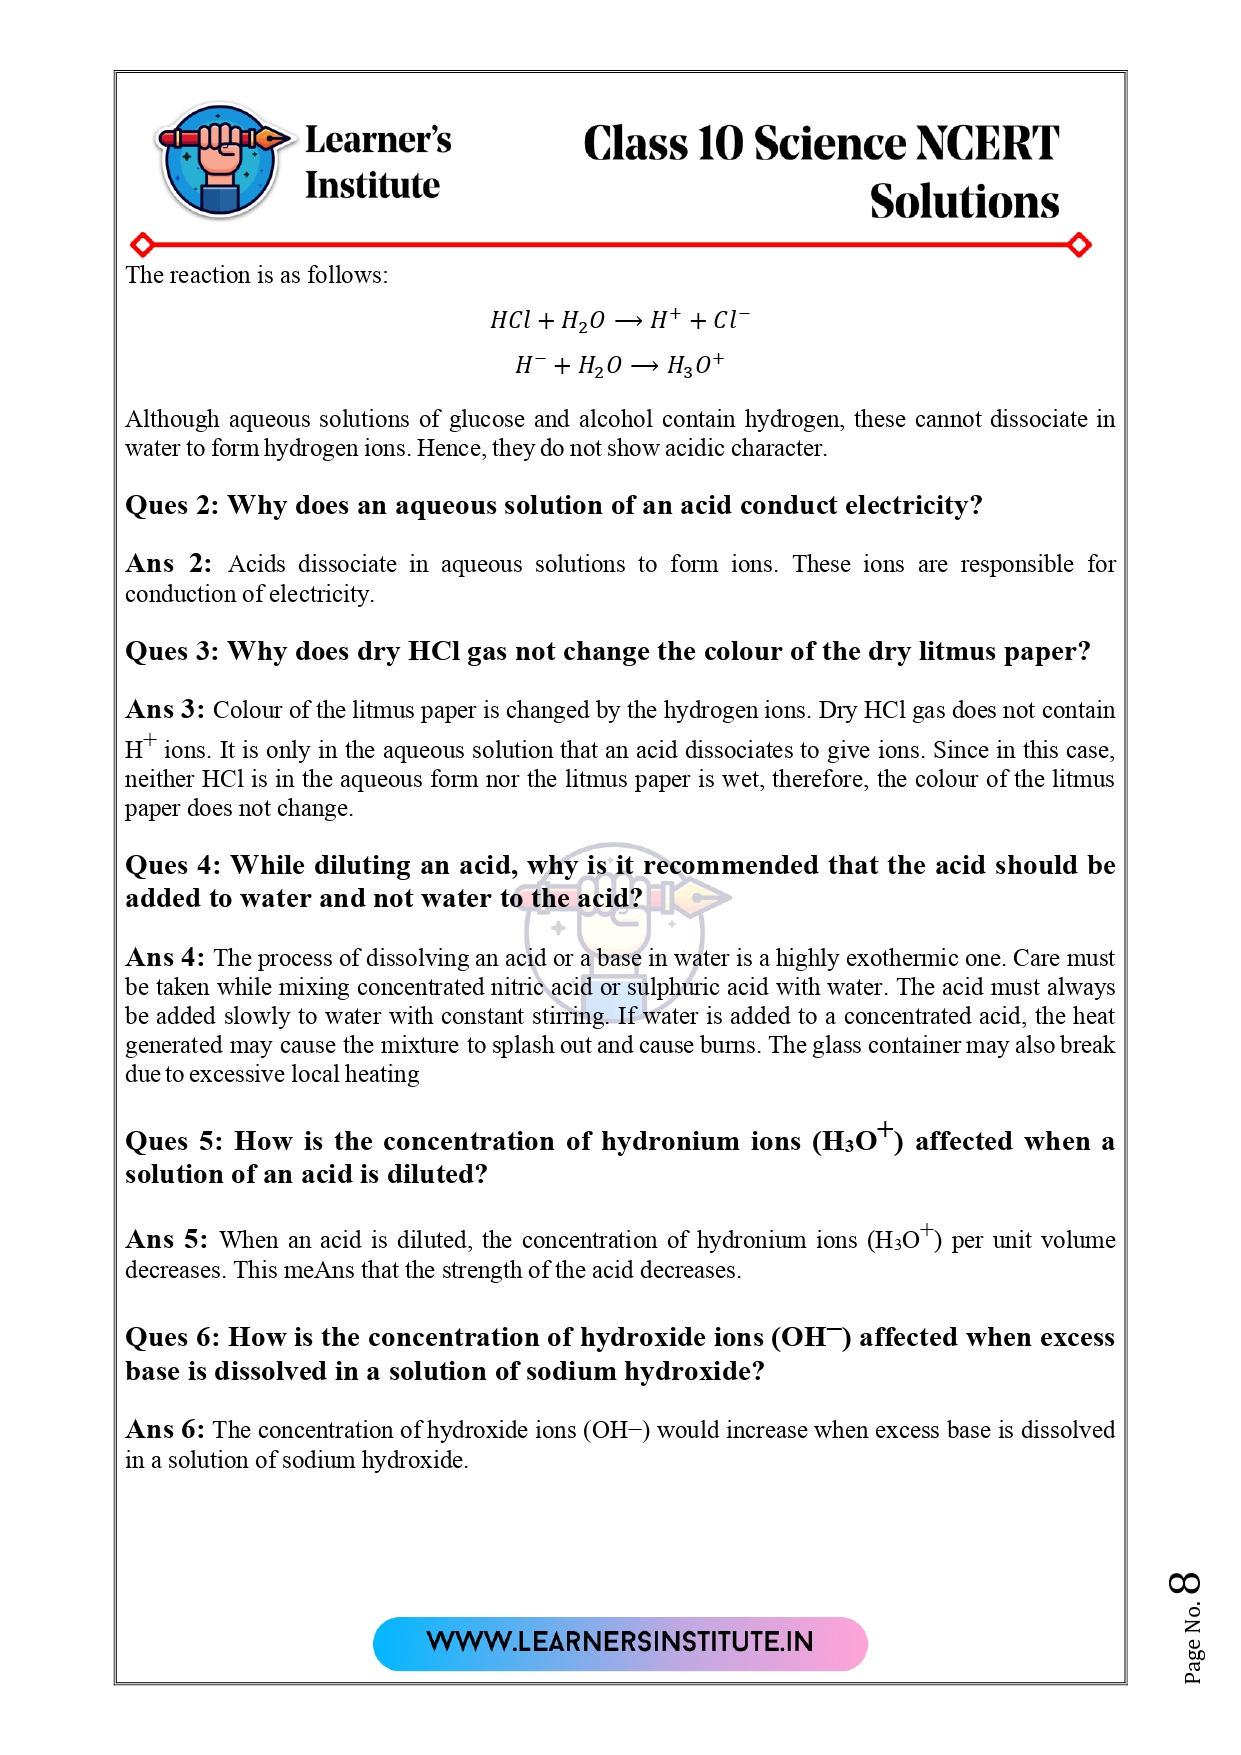 Learner's
Institute
Class 10 Science NCERT
Solutions
The reaction is as follows:
HCl + H₂O ⟶ H⁺ + Cl⁻
H⁻ + H₂O ⟶ H₃O⁺
Although aqueous solutions of glucose and alcohol contain hydrogen, these cannot dissociate in
water to form hydrogen ions. Hence, they do not show acidic character.
Ques 2: Why does an aqueous solution of an acid conduct electricity?
Ans 2: Acids dissociate in aqueous solutions to form ions. These ions are responsible for
conduction of electricity.
Ques 3: Why does dry HCl gas not change the colour of the dry litmus paper?
Ans 3: Colour of the litmus paper is changed by the hydrogen ions. Dry HCl gas does not contain
H⁺ ions. It is only in the aqueous solution that an acid dissociates to give ions. Since in this case,
neither HCl is in the aqueous form nor the litmus paper is wet, therefore, the colour of the litmus
paper does not change.
Ques 4: While diluting an acid, why is it recommended that the acid should be
added to water and not water to the acid?
Ans 4: The process of dissolving an acid or a base in water is a highly exothermic one. Care must
be taken while mixing concentrated nitric acid or sulphuric acid with water. The acid must always
be added slowly to water with constant stirring. If water is added to a concentrated acid, the heat
generated may cause the mixture to splash out and cause burns. The glass container may also break
due to excessive local heating
Ques 5: How is the concentration of hydronium ions (H₃O⁺) affected when a
solution of an acid is diluted?
Ans 5: When an acid is diluted, the concentration of hydronium ions (H₃O⁺) per unit volume
decreases. This meAns that the strength of the acid decreases.
Ques 6: How is the concentration of hydroxide ions (OH⁻) affected when excess
base is dissolved in a solution of sodium hydroxide?
Ans 6: The concentration of hydroxide ions (OH−) would increase when excess base is dissolved
in a solution of sodium hydroxide.
WWW.LEARNERSINSTITUTE.IN
Page No. 8